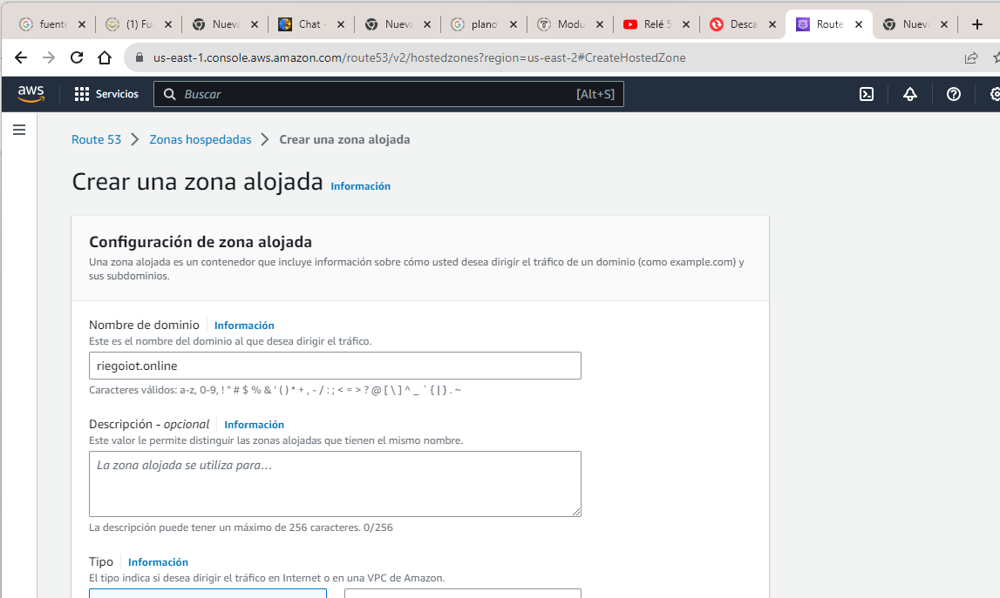 fuente
(1) Fu
Nueva
Chat
Nueva
plano
Modu
Relé 5
Desca
Route
Nueva
us-east-1.console.aws.amazon.com/route53/v2/hostedzones?region=us-east-2#CreateHostedZone
aws
Servicios
Buscar
[Alt+S]
Route 53
Zonas hospedadas
Crear una zona alojada
Crear una zona alojada Información
Configuración de zona alojada
Una zona alojada es un contenedor que incluye información sobre cómo usted desea dirigir el tráfico de un dominio (como example.com) y
sus subdominios.
Nombre de dominio Información
Este es el nombre del dominio al que desea dirigir el tráfico.
riegoiot.online
Caracteres válidos: a-z, 0-9, ! " # $ % & ' ( ) * + , - / : ; < = > ? @ [ \ ] ^ _ ` { | } . ~
Descripción - opcional Información
Este valor le permite distinguir las zonas alojadas que tienen el mismo nombre.
La zona alojada se utiliza para...
La descripción puede tener un máximo de 256 caracteres. 0/256
Tipo Información
El tipo indica si desea dirigir el tráfico en Internet o en una VPC de Amazon.